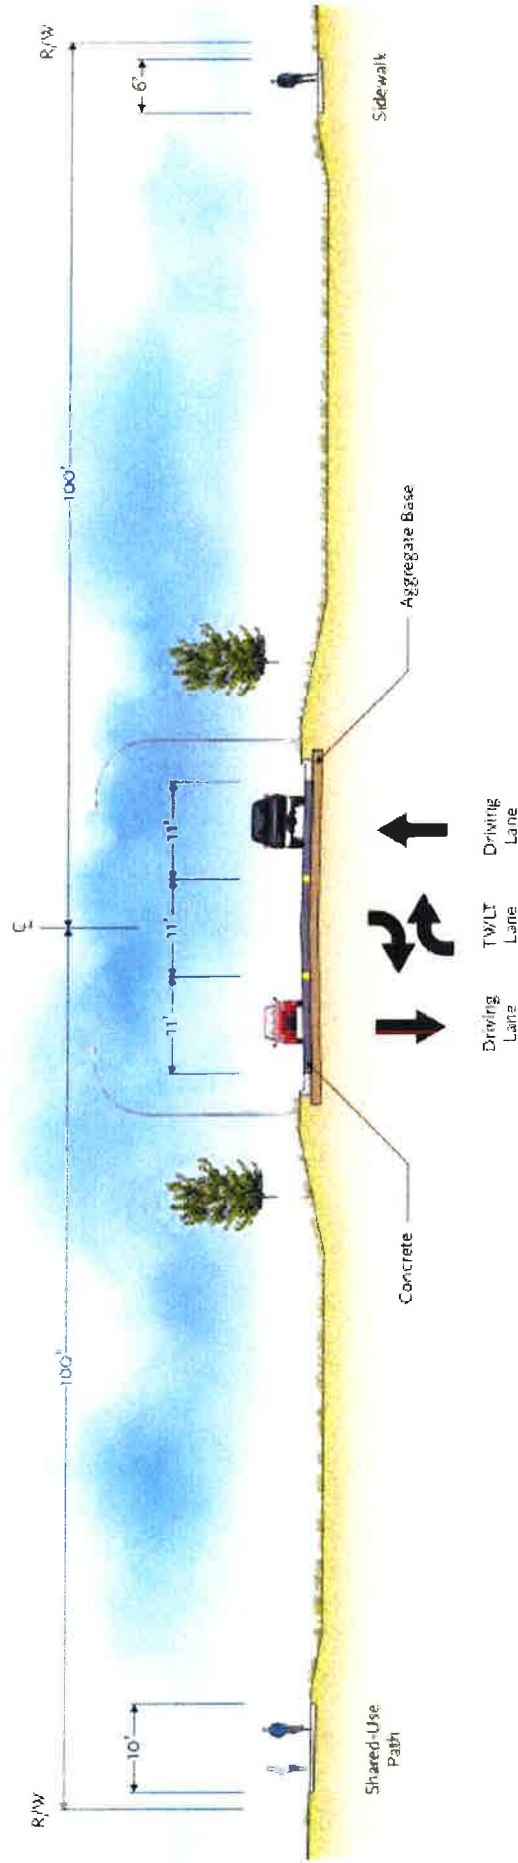 R/W
℄
R/W
100'
100'
10'
11'
11'
11'
6'
Shared-Use
Path
Concrete
Aggregate Base
Sidewalk
Driving
Lane
TWLT
Lane
Driving
Lane